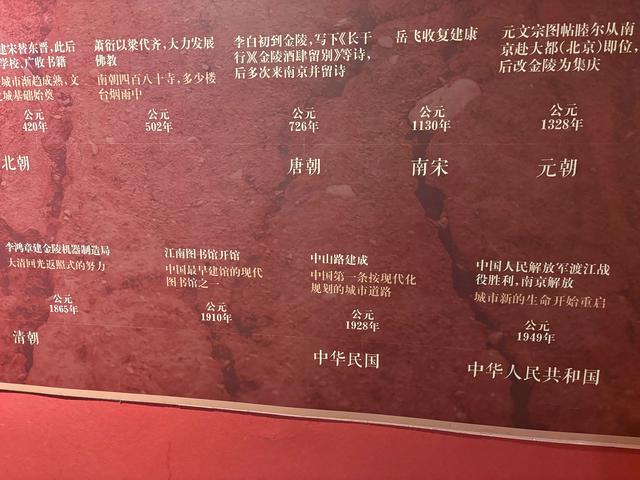 建宋替东晋，此后
学校、广收书籍
城市渐趋成熟，文
城基础始奠
公元
420年
北朝
萧衍以梁代齐，大力发展
佛教
南朝四百八十寺，多少楼
台烟雨中
公元
502年
李白初到金陵，写下《长干
行》《金陵酒肆留别》等诗，
后多次来南京并留诗
公元
726年
唐朝
岳飞收复建康
公元
1130年
南宋
元文宗图帖睦尔从南
京赴大都（北京）即位，
后改金陵为集庆
公元
1328年
元朝
李鸿章建金陵机器制造局
大清回光返照式的努力
公元
1865年
清朝
江南图书馆开馆
中国最早建馆的现代
图书馆之一
公元
1910年
中山路建成
中国第一条按现代化
规划的城市道路
公元
1928年
中华民国
中国人民解放军渡江战
役胜利，南京解放
城市新的生命开始重启
公元
1949年
中华人民共和国